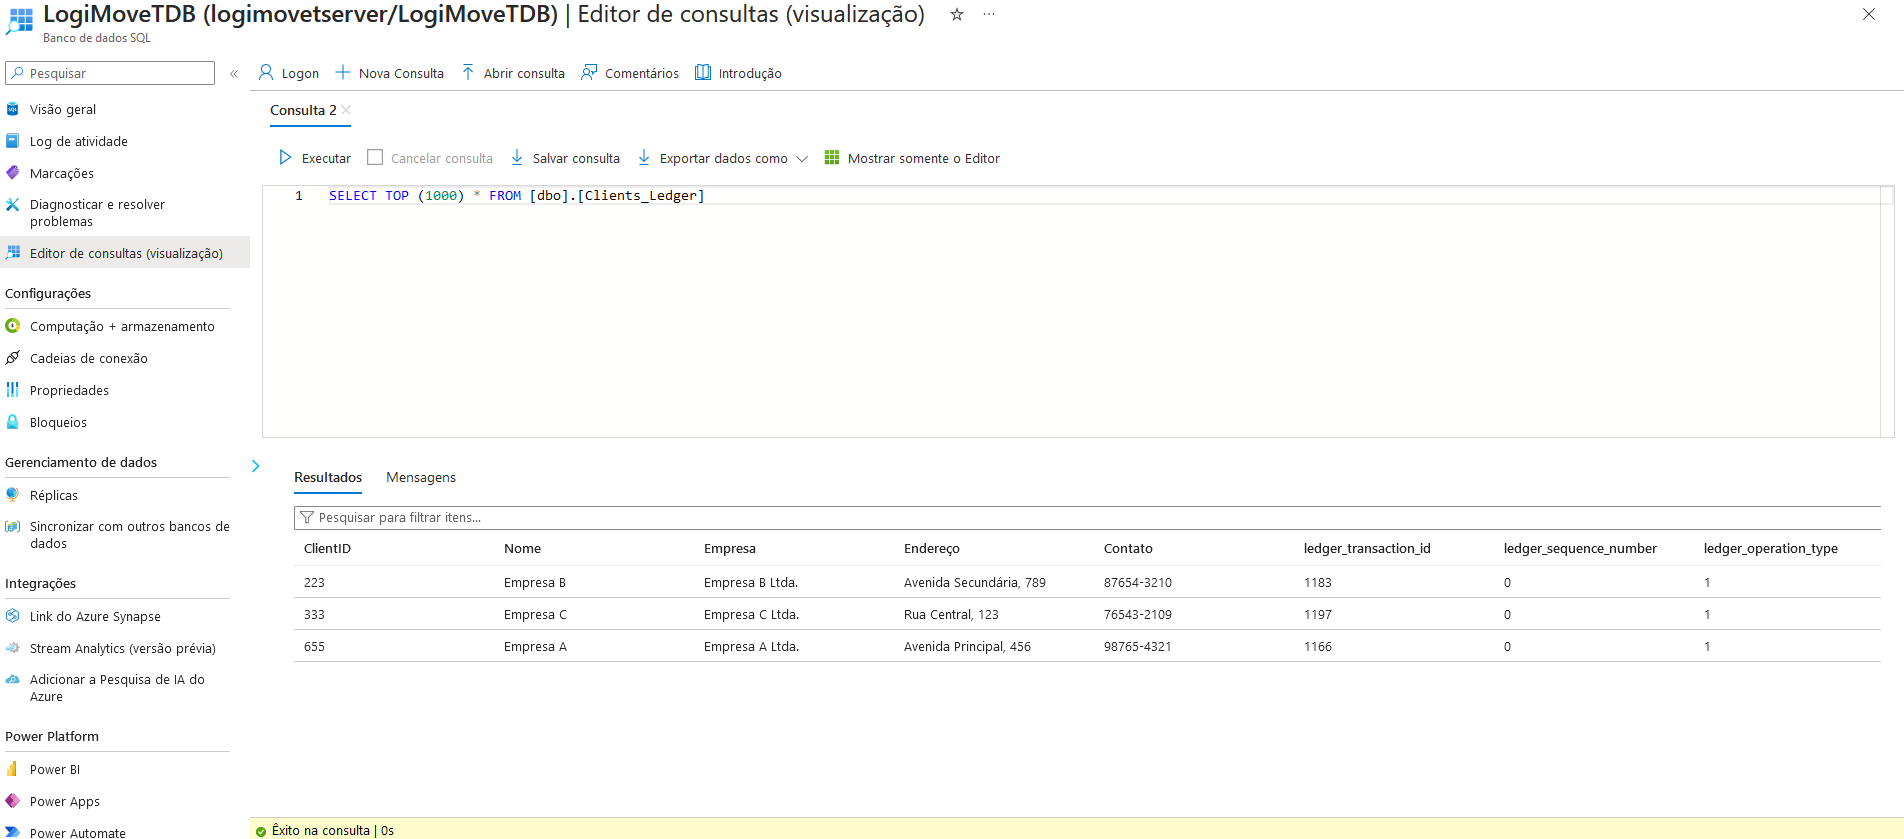 LogiMoveTDB (logimovetserver/LogiMoveTDB) | Editor de consultas (visualização)
Banco de dados SQL
Pesquisar
Logon
Nova Consulta
Abrir consulta
Comentários
Introdução
Visão geral
Log de atividade
Marcações
Diagnosticar e resolver
problemas
Editor de consultas (visualização)
Configurações
Computação + armazenamento
Cadeias de conexão
Propriedades
Bloqueios
Gerenciamento de dados
Réplicas
Sincronizar com outros bancos de
dados
Integrações
Link do Azure Synapse
Stream Analytics (versão prévia)
Adicionar a Pesquisa de IA do
Azure
Power Platform
Power BI
Power Apps
Power Automate
Consulta 2
Executar
Cancelar consulta
Salvar consulta
Exportar dados como
Mostrar somente o Editor
1 SELECT TOP (1000) * FROM [dbo].[Clients_Ledger]
Resultados
Mensagens
Pesquisar para filtrar itens...
ClientID Nome Empresa Endereço Contato ledger_transaction_id ledger_sequence_number ledger_operation_type
223 Empresa B Empresa B Ltda. Avenida Secundária, 789 87654-3210 1183 0 1
333 Empresa C Empresa C Ltda. Rua Central, 123 76543-2109 1197 0 1
655 Empresa A Empresa A Ltda. Avenida Principal, 456 98765-4321 1166 0 1
Êxito na consulta | 0s